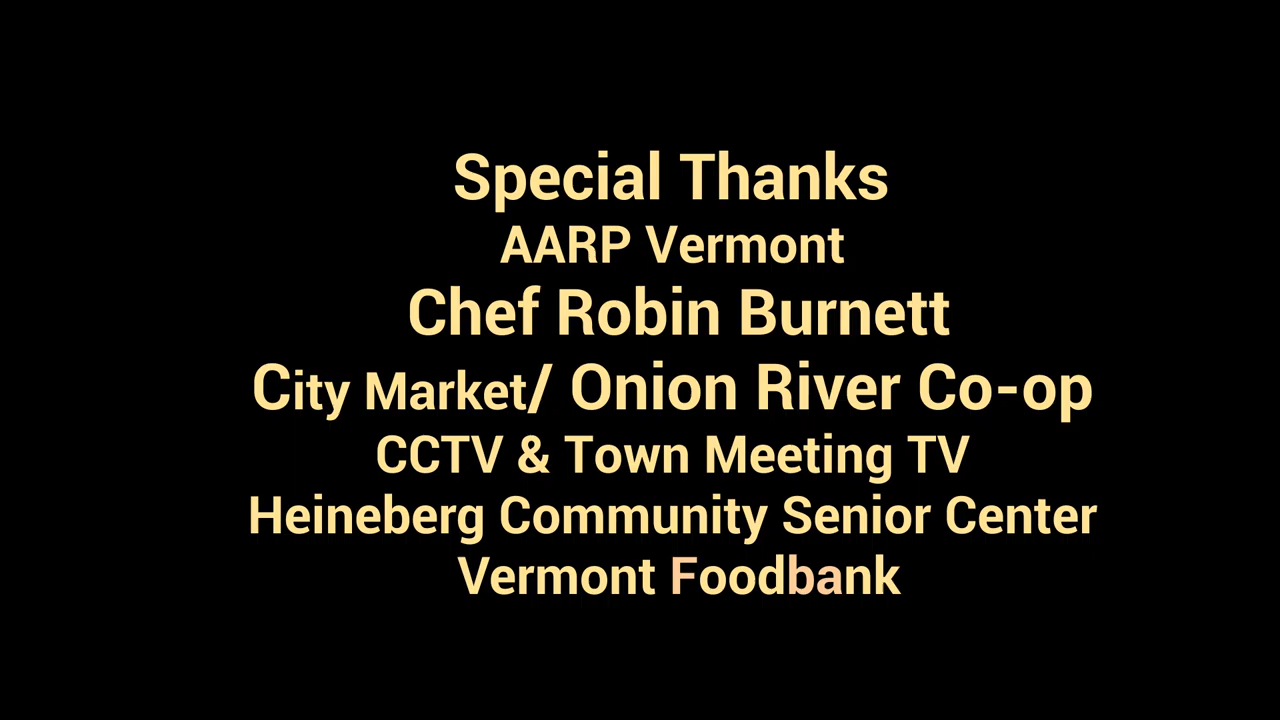 Special Thanks
AARP Vermont
Chef Robin Burnett
City Market/ Onion River Co-op
CCTV & Town Meeting TV
Heineberg Community Senior Center
Vermont Foodbank